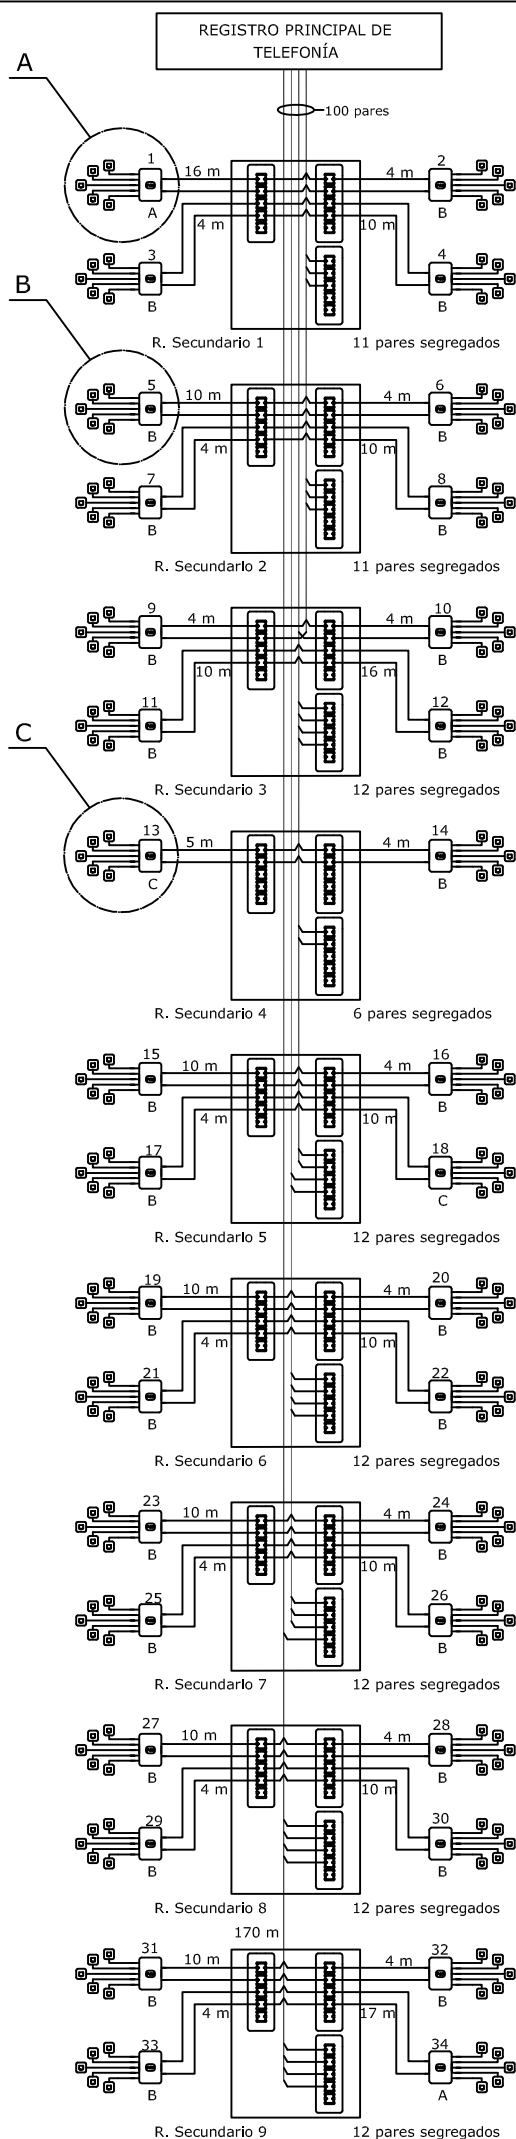 REGISTRO PRINCIPAL DE
TELEFONÍA
A
100 pares
1
16 m
4 m
2
A
B
4 m
10 m
3
4
B
B
R. Secundario 1
11 pares segregados
B
5
10 m
4 m
6
B
B
4 m
10 m
7
8
B
B
R. Secundario 2
11 pares segregados
9
4 m
4 m
10
B
B
10 m
16 m
11
12
B
B
R. Secundario 3
12 pares segregados
C
13
5 m
4 m
14
C
B
R. Secundario 4
6 pares segregados
15
10 m
4 m
16
B
B
4 m
10 m
17
18
B
C
R. Secundario 5
12 pares segregados
19
10 m
4 m
20
B
B
4 m
10 m
21
22
B
B
R. Secundario 6
12 pares segregados
23
10 m
4 m
24
B
B
4 m
10 m
25
26
B
B
R. Secundario 7
12 pares segregados
27
10 m
4 m
28
B
B
4 m
10 m
29
30
B
B
R. Secundario 8
12 pares segregados
170 m
31
10 m
4 m
32
B
B
4 m
17 m
33
34
B
A
R. Secundario 9
12 pares segregados